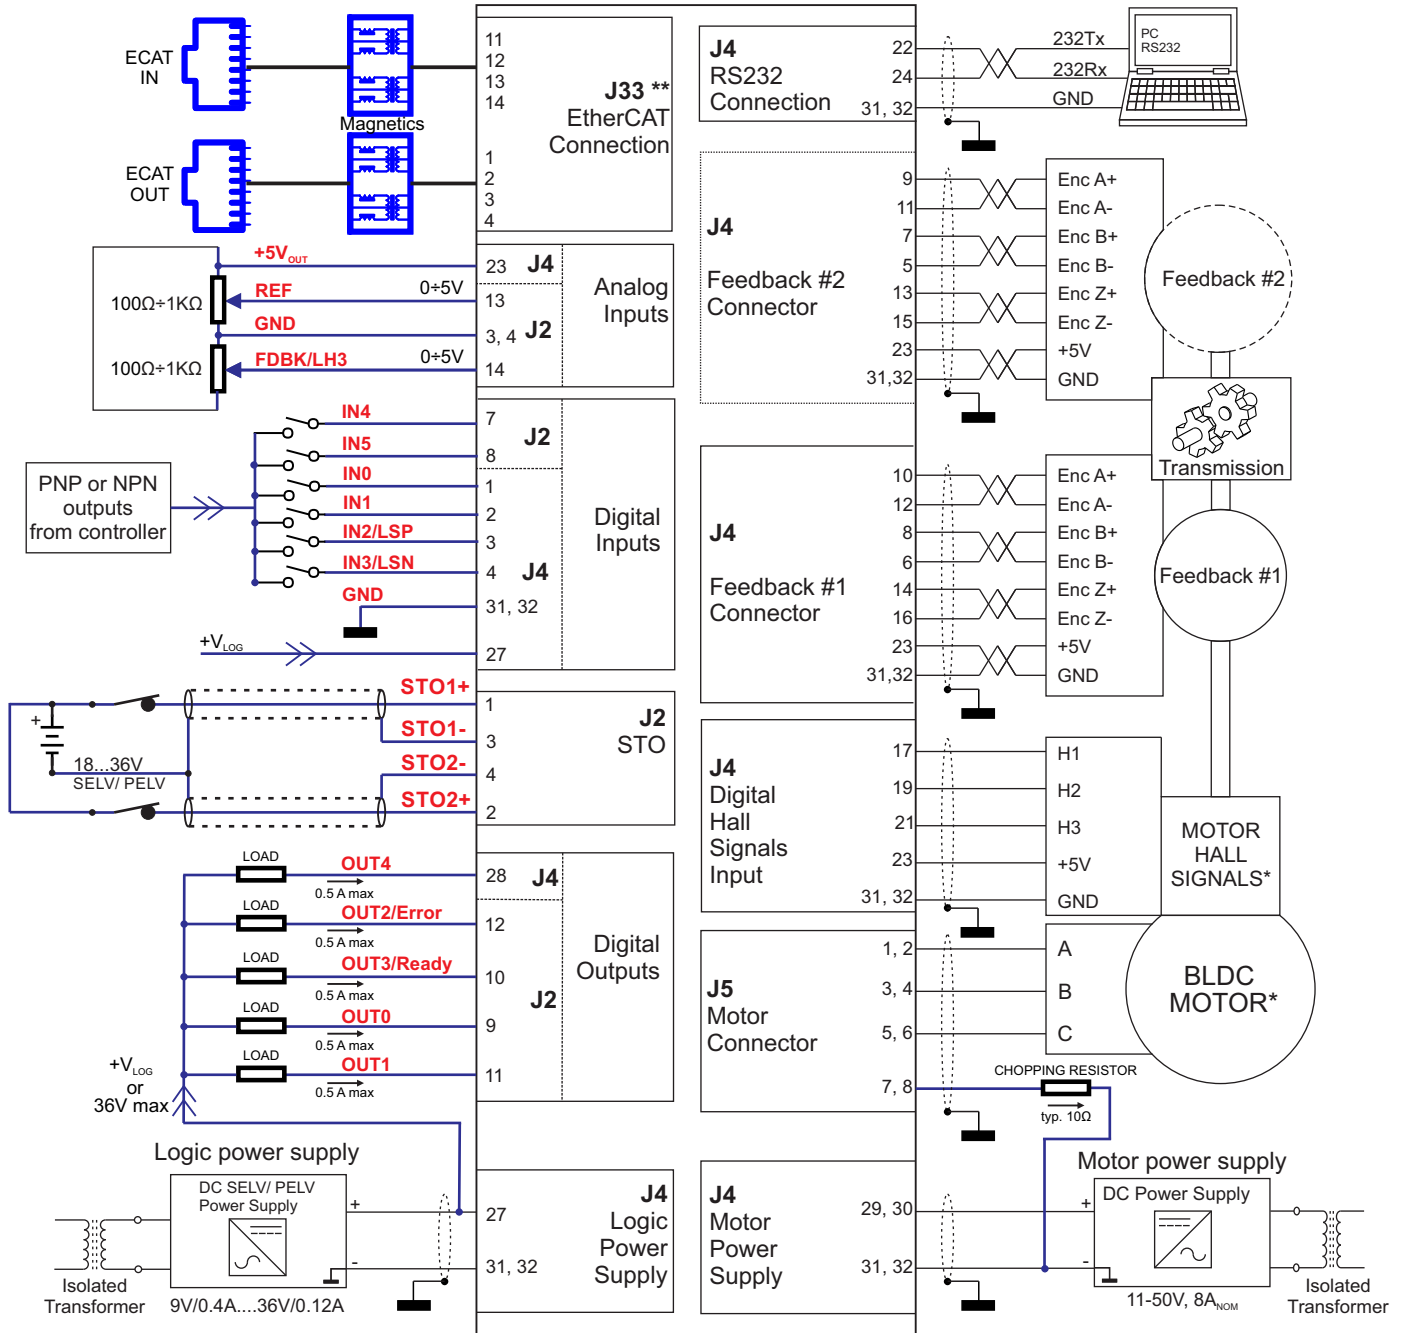 ECAT
IN
Magnetics
ECAT
OUT
11
12
13
14
J33 **
EtherCAT
Connection
1
2
3
4
+5VOUT
23
J4
100Ω÷1KΩ
REF
0÷5V
13
GND
3, 4
J2
100Ω÷1KΩ
FDBK/LH3
0÷5V
14
Analog
Inputs
IN4
7
J2
IN5
8
IN0
1
PNP or NPN
outputs
from controller
IN1
2
IN2/LSP
3
IN3/LSN
4
J4
GND
31, 32
Digital
Inputs
+VLOG
27
STO1+
1
J2
STO
+
STO1-
3
18...36V
SELV/ PELV
STO2-
4
STO2+
2
LOAD
OUT4
0.5 A max
28
J4
LOAD
OUT2/Error
0.5 A max
12
LOAD
OUT3/Ready
0.5 A max
10
J2
LOAD
OUT0
0.5 A max
9
LOAD
OUT1
0.5 A max
11
Digital
Outputs
+VLOG
or
36V max
Logic power supply
DC SELV/ PELV
Power Supply
+
-
Isolated
Transformer
9V/0.4A....36V/0.12A
27
31, 32
J4
Logic
Power
Supply
J4
RS232
Connection
22
24
31, 32
232Tx
232Rx
GND
PC
RS232
J4
Feedback #2
Connector
9
11
7
5
13
15
23
31,32
Enc A+
Enc A-
Enc B+
Enc B-
Enc Z+
Enc Z-
+5V
GND
Feedback #2
Transmission
J4
Feedback #1
Connector
10
12
8
6
14
16
23
31,32
Enc A+
Enc A-
Enc B+
Enc B-
Enc Z+
Enc Z-
+5V
GND
Feedback #1
J4
Digital
Hall
Signals
Input
17
19
21
23
31, 32
H1
H2
H3
+5V
GND
MOTOR
HALL
SIGNALS*
J5
Motor
Connector
1, 2
3, 4
5, 6
7, 8
A
B
C
BLDC
MOTOR*
CHOPPING RESISTOR
typ. 10Ω
J4
Motor
Power
Supply
29, 30
31, 32
Motor power supply
DC Power Supply
+
-
11-50V, 8ANOM
Isolated
Transformer